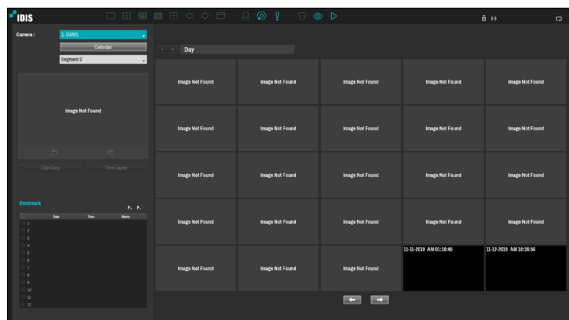 IDIS
Camera :
1. CAM1
Calendar
Segment 2
Day
Image Not Found
Clip-Copy
Time Lapse
Bookmark
Date Time Memo
1
2
3
4
5
6
7
8
9
10
11
12
Image Not Found Image Not Found Image Not Found Image Not Found Image Not Found
Image Not Found Image Not Found Image Not Found Image Not Found Image Not Found
Image Not Found Image Not Found Image Not Found Image Not Found Image Not Found
Image Not Found Image Not Found Image Not Found Image Not Found Image Not Found
Image Not Found Image Not Found Image Not Found 11-11-2019 AM 01:16:45 11-12-2019 AM 10:26:56